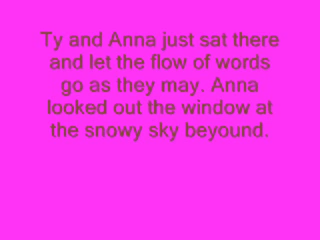 Ty and Anna just sat there
and let the flow of words
go as they may. Anna
looked out the window at
the snowy sky beyound.